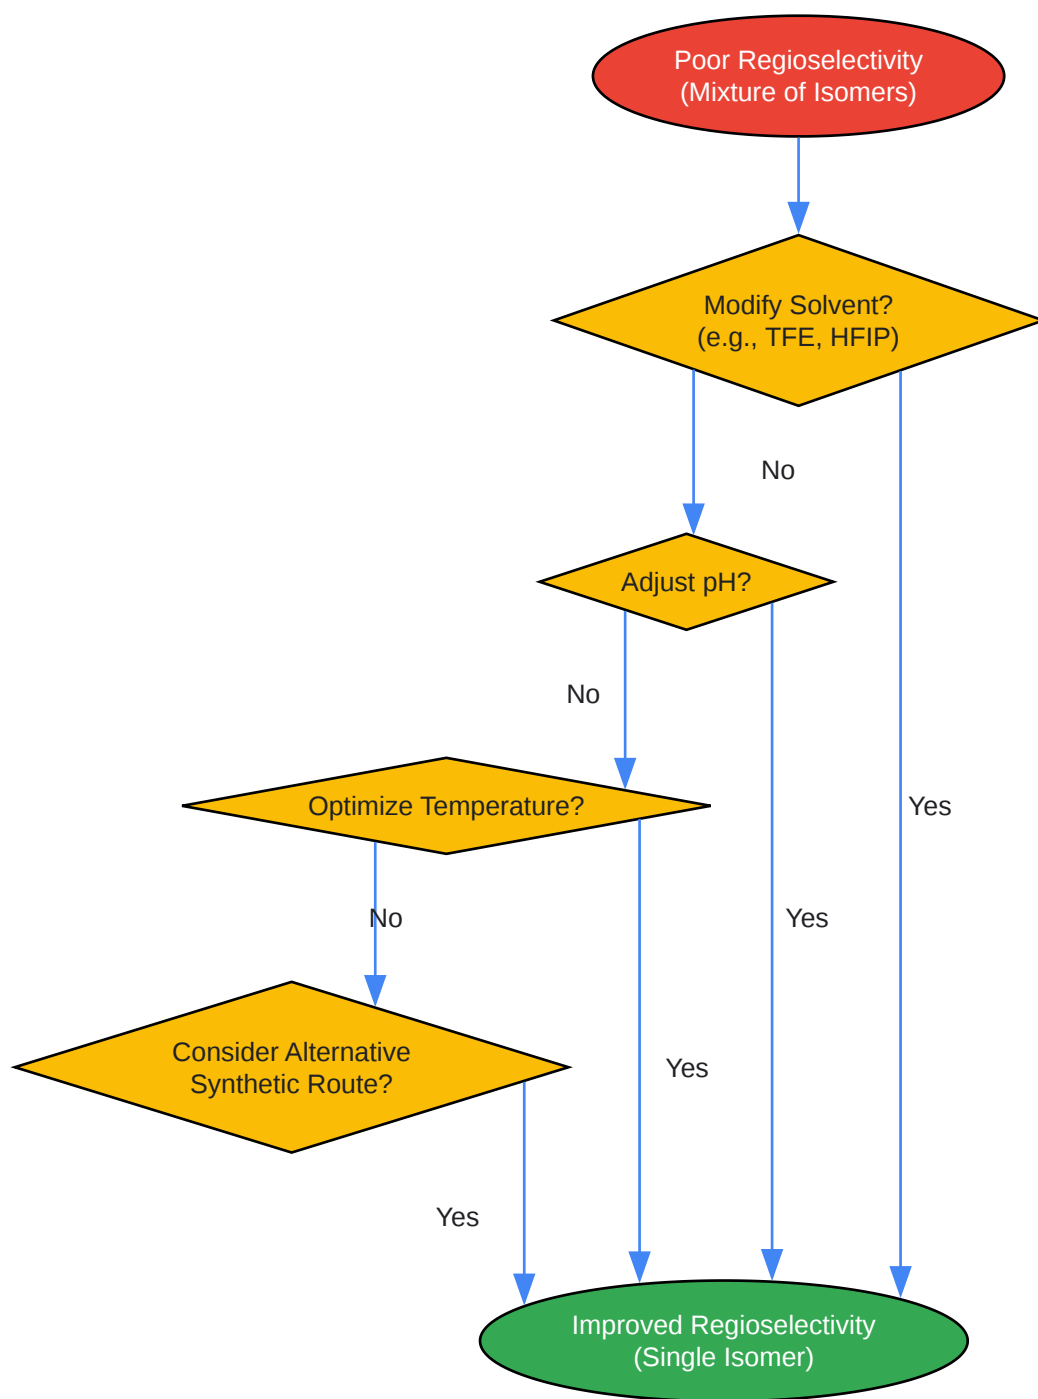 Poor Regioselectivity
(Mixture of Isomers)
Modify Solvent?
(e.g., TFE, HFIP)
No
Adjust pH?
No
Optimize Temperature?
Yes
No
Yes
Consider Alternative
Synthetic Route?
Yes
Yes
Improved Regioselectivity
(Single Isomer)